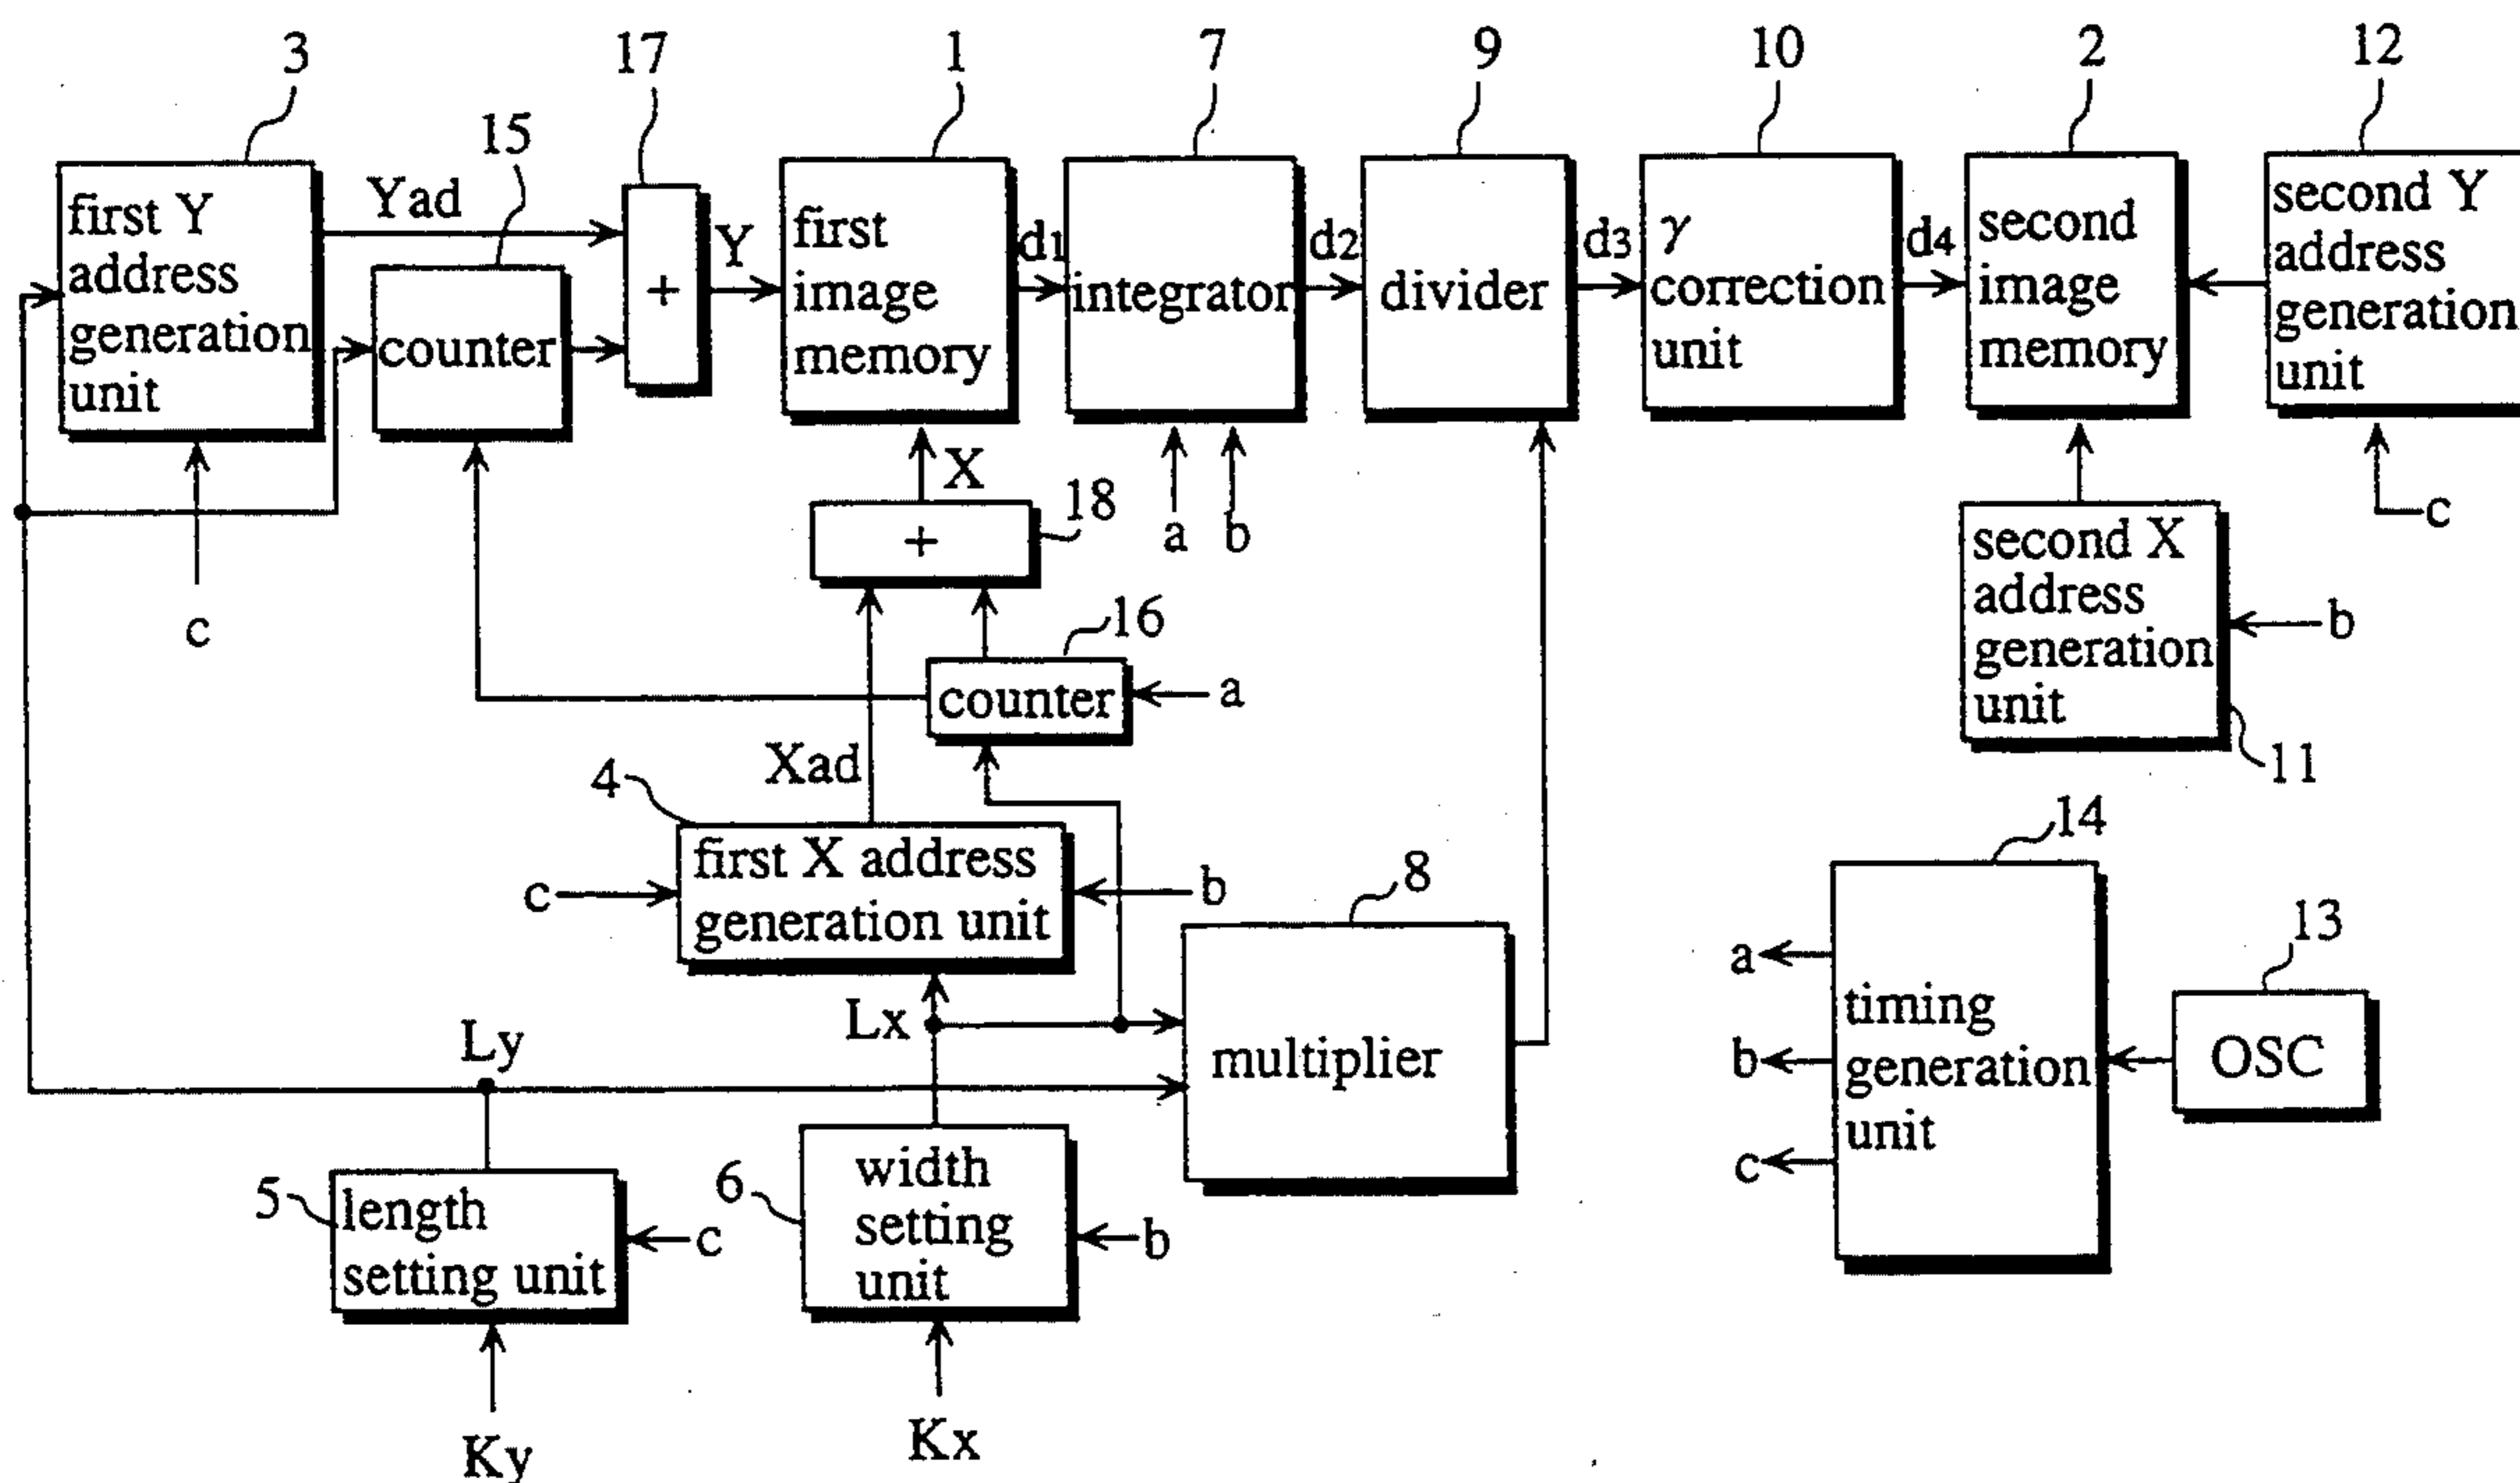 3
17
1
7
9
10
2
12
15
first Y
address
generation
unit
Yad
counter
+
Y
first
image
memory
d1
integrator
d2
divider
d3
γ
correction
unit
d4
second
image
memory
second Y
address
generation
unit
c
X
+
18
a
b
c
second X
address
generation
unit
b
11
16
counter
a
Xad
4
first X address
generation unit
c
b
8
multiplier
14
timing
generation
unit
a
b
c
13
OSC
Lx
Ly
5
length
setting unit
c
6
width
setting
unit
b
Ky
Kx